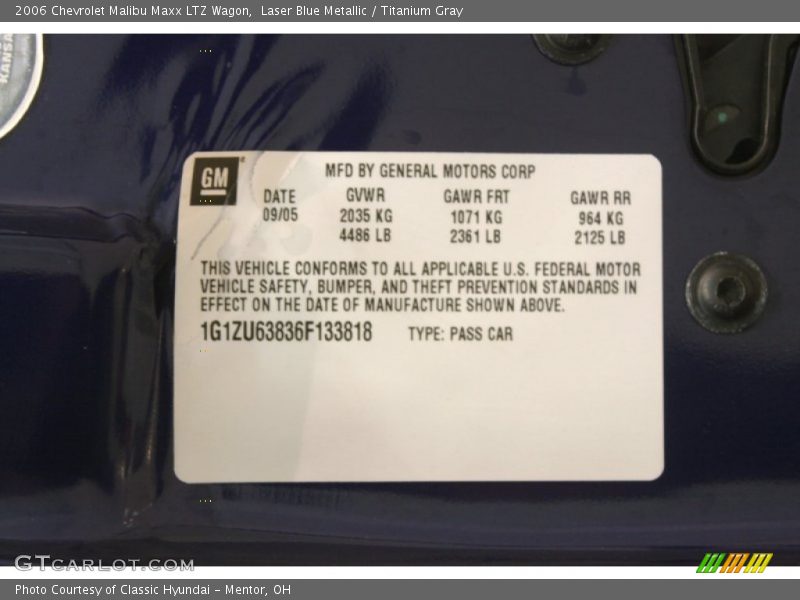 2006 Chevrolet Malibu Maxx LTZ Wagon, Laser Blue Metallic / Titanium Gray
KANSA
GM
MFD BY GENERAL MOTORS CORP
DATE GVWR GAWR FRT GAWR RR
09/05 2035 KG 1071 KG 964 KG
4486 LB 2361 LB 2125 LB
THIS VEHICLE CONFORMS TO ALL APPLICABLE U.S. FEDERAL MOTOR
VEHICLE SAFETY, BUMPER, AND THEFT PREVENTION STANDARDS IN
EFFECT ON THE DATE OF MANUFACTURE SHOWN ABOVE.
1G1ZU63836F133818 TYPE: PASS CAR
GTCARLOT.COM
Photo Courtesy of Classic Hyundai - Mentor, OH